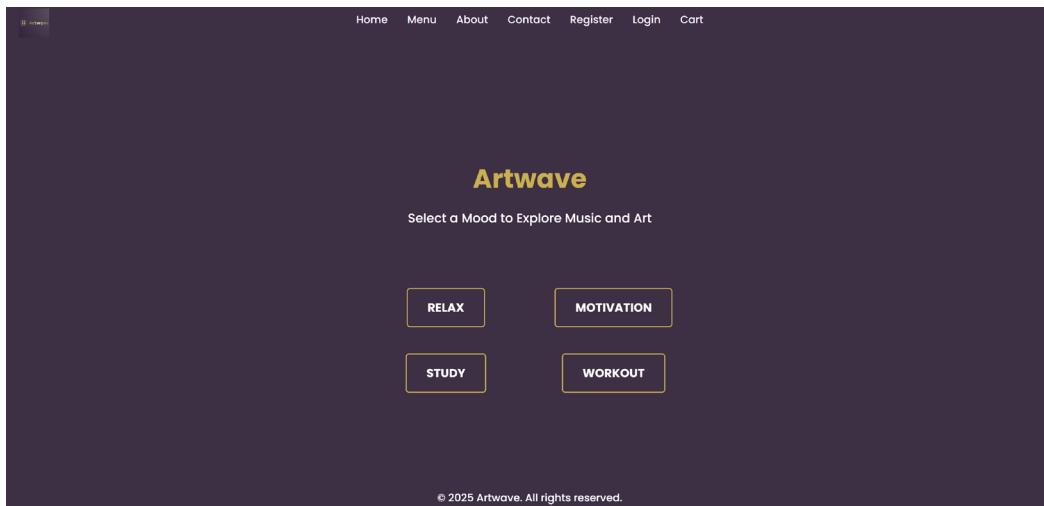 Artwave
Home Menu About Contact Register Login Cart
Artwave
Select a Mood to Explore Music and Art
RELAX MOTIVATION
STUDY WORKOUT
© 2025 Artwave. All rights reserved.